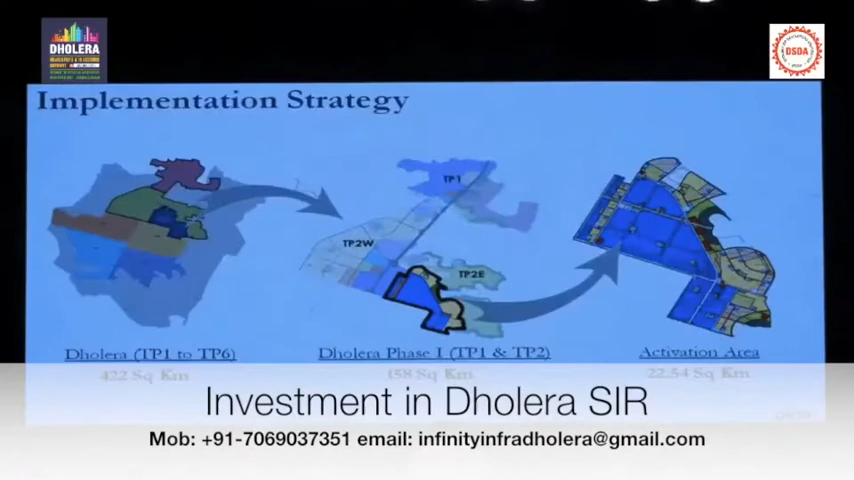 DHOLERA
DSDA
Implementation Strategy
TP1
TP2W
TP2E
Dholera (TP1 to TP6)
Dholera Phase I (TP1 & TP2)
Activation Area
422 Sq Km
158 Sq Km
22.54 Sq Km
Investment in Dholera SIR
Mob: +91-7069037351 email: infinityinfradholera@gmail.com